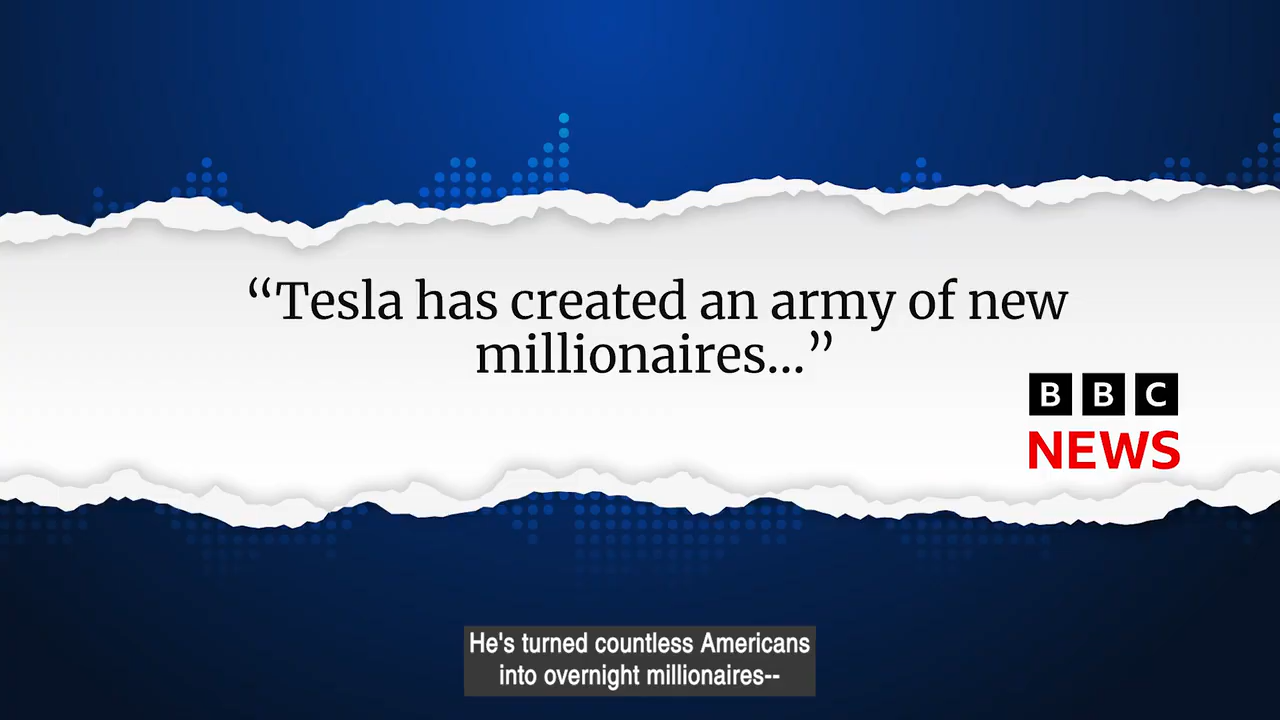 “Tesla has created an army of new
millionaires...”
BBC
NEWS
He's turned countless Americans
into overnight millionaires--